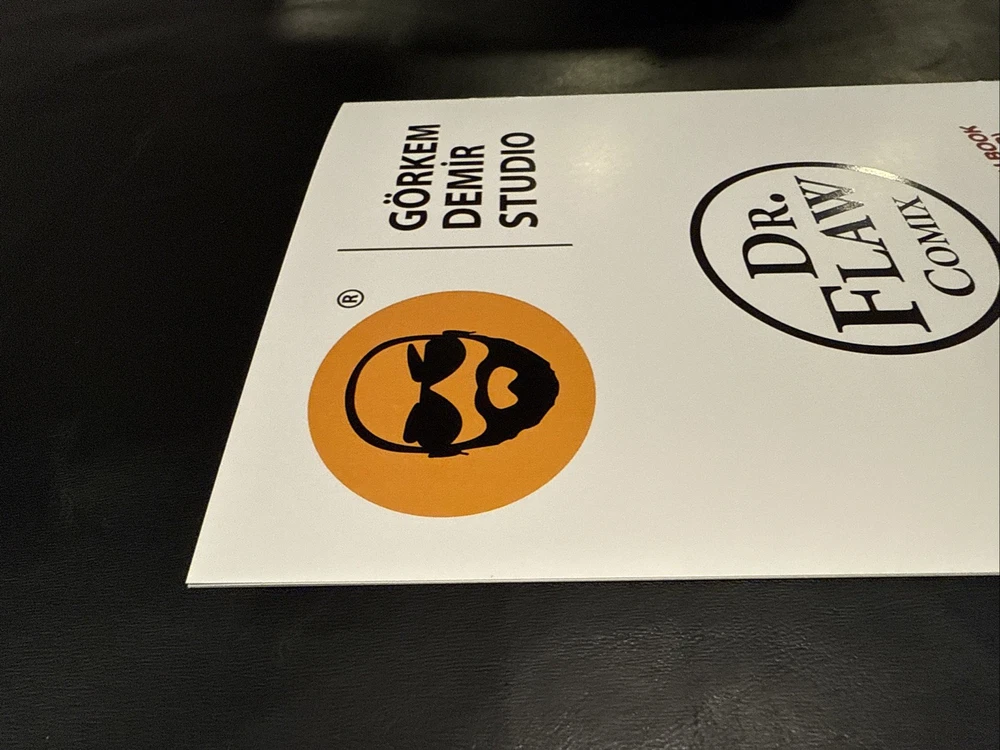 ®
GÖRKEM
DEMİR
STUDIO
DR.
FLAW
COMIX